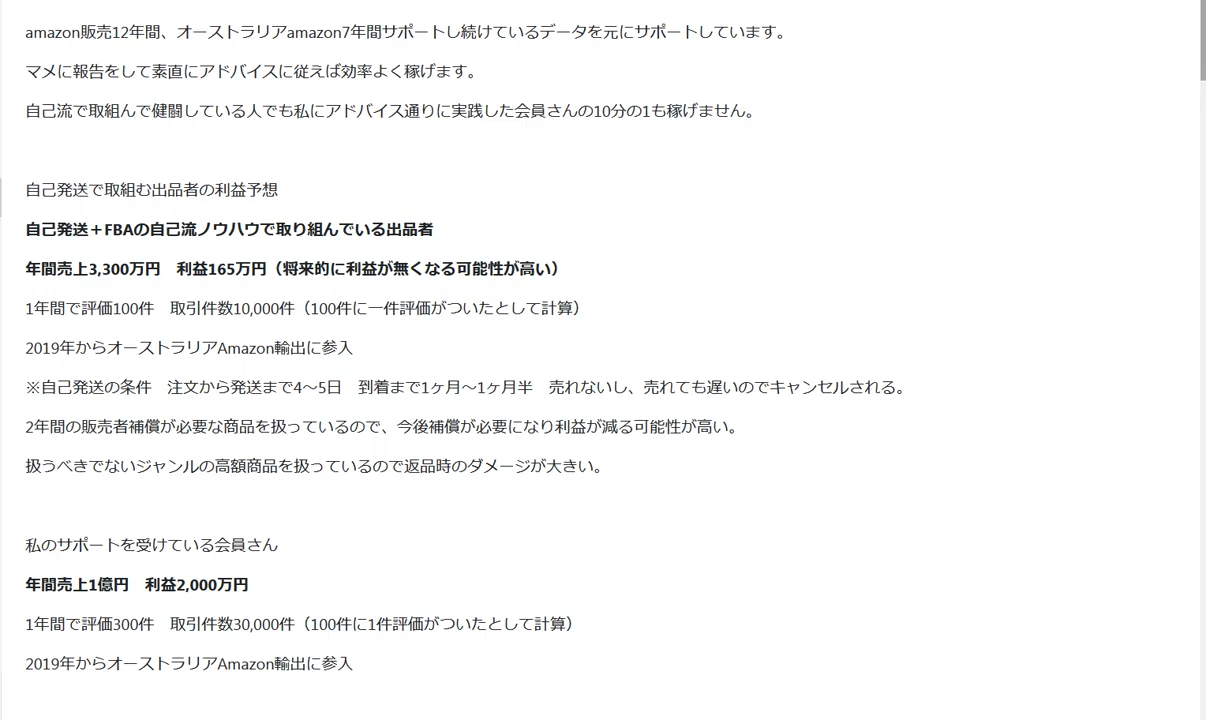 amazon販売12年間、オーストラリアamazon7年間サポートし続けているデータを元にサポートしています。
マメに報告をして素直にアドバイスに従えば効率よく稼げます。
自己流で取組んで健闘している人でも私にアドバイス通りに実践した会員さんの10分の1も稼げません。
自己発送で取組む出品者の利益予想
自己発送＋FBAの自己流ノウハウで取り組んでいる出品者
年間売上3,300万円　利益165万円（将来的に利益が無くなる可能性が高い）
1年間で評価100件　取引件数10,000件（100件に一件評価がついたとして計算）
2019年からオーストラリアAmazon輸出に参入
※自己発送の条件　注文から発送まで4～5日　到着まで1ヶ月～1ヶ月半　売れないし、売れても遅いのでキャンセルされる。
2年間の販売者補償が必要な商品を扱っているので、今後補償が必要になり利益が減る可能性が高い。
扱うべきでないジャンルの高額商品を扱っているので返品時のダメージが大きい。
私のサポートを受けている会員さん
年間売上1億円　利益2,000万円
1年間で評価300件　取引件数30,000件（100件に1件評価がついたとして計算）
2019年からオーストラリアAmazon輸出に参入